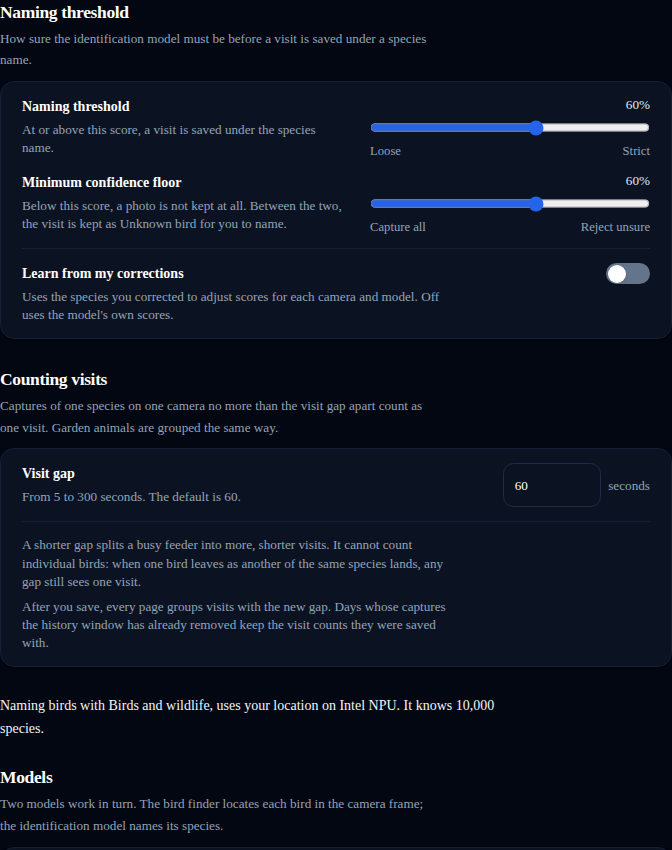 Naming threshold
How sure the identification model must be before a visit is saved under a species
name.
Naming threshold
60%
At or above this score, a visit is saved under the species
name.
Loose
Strict
Minimum confidence floor
60%
Below this score, a photo is not kept at all. Between the two,
the visit is kept as Unknown bird for you to name.
Capture all
Reject unsure
Learn from my corrections
Uses the species you corrected to adjust scores for each camera and model. Off
uses the model's own scores.
Counting visits
Captures of one species on one camera no more than the visit gap apart count as
one visit. Garden animals are grouped the same way.
Visit gap
From 5 to 300 seconds. The default is 60.
60
seconds
A shorter gap splits a busy feeder into more, shorter visits. It cannot count
individual birds: when one bird leaves as another of the same species lands, any
gap still sees one visit.
After you save, every page groups visits with the new gap. Days whose captures
the history window has already removed keep the visit counts they were saved
with.
Naming birds with Birds and wildlife, uses your location on Intel NPU. It knows 10,000
species.
Models
Two models work in turn. The bird finder locates each bird in the camera frame;
the identification model names its species.